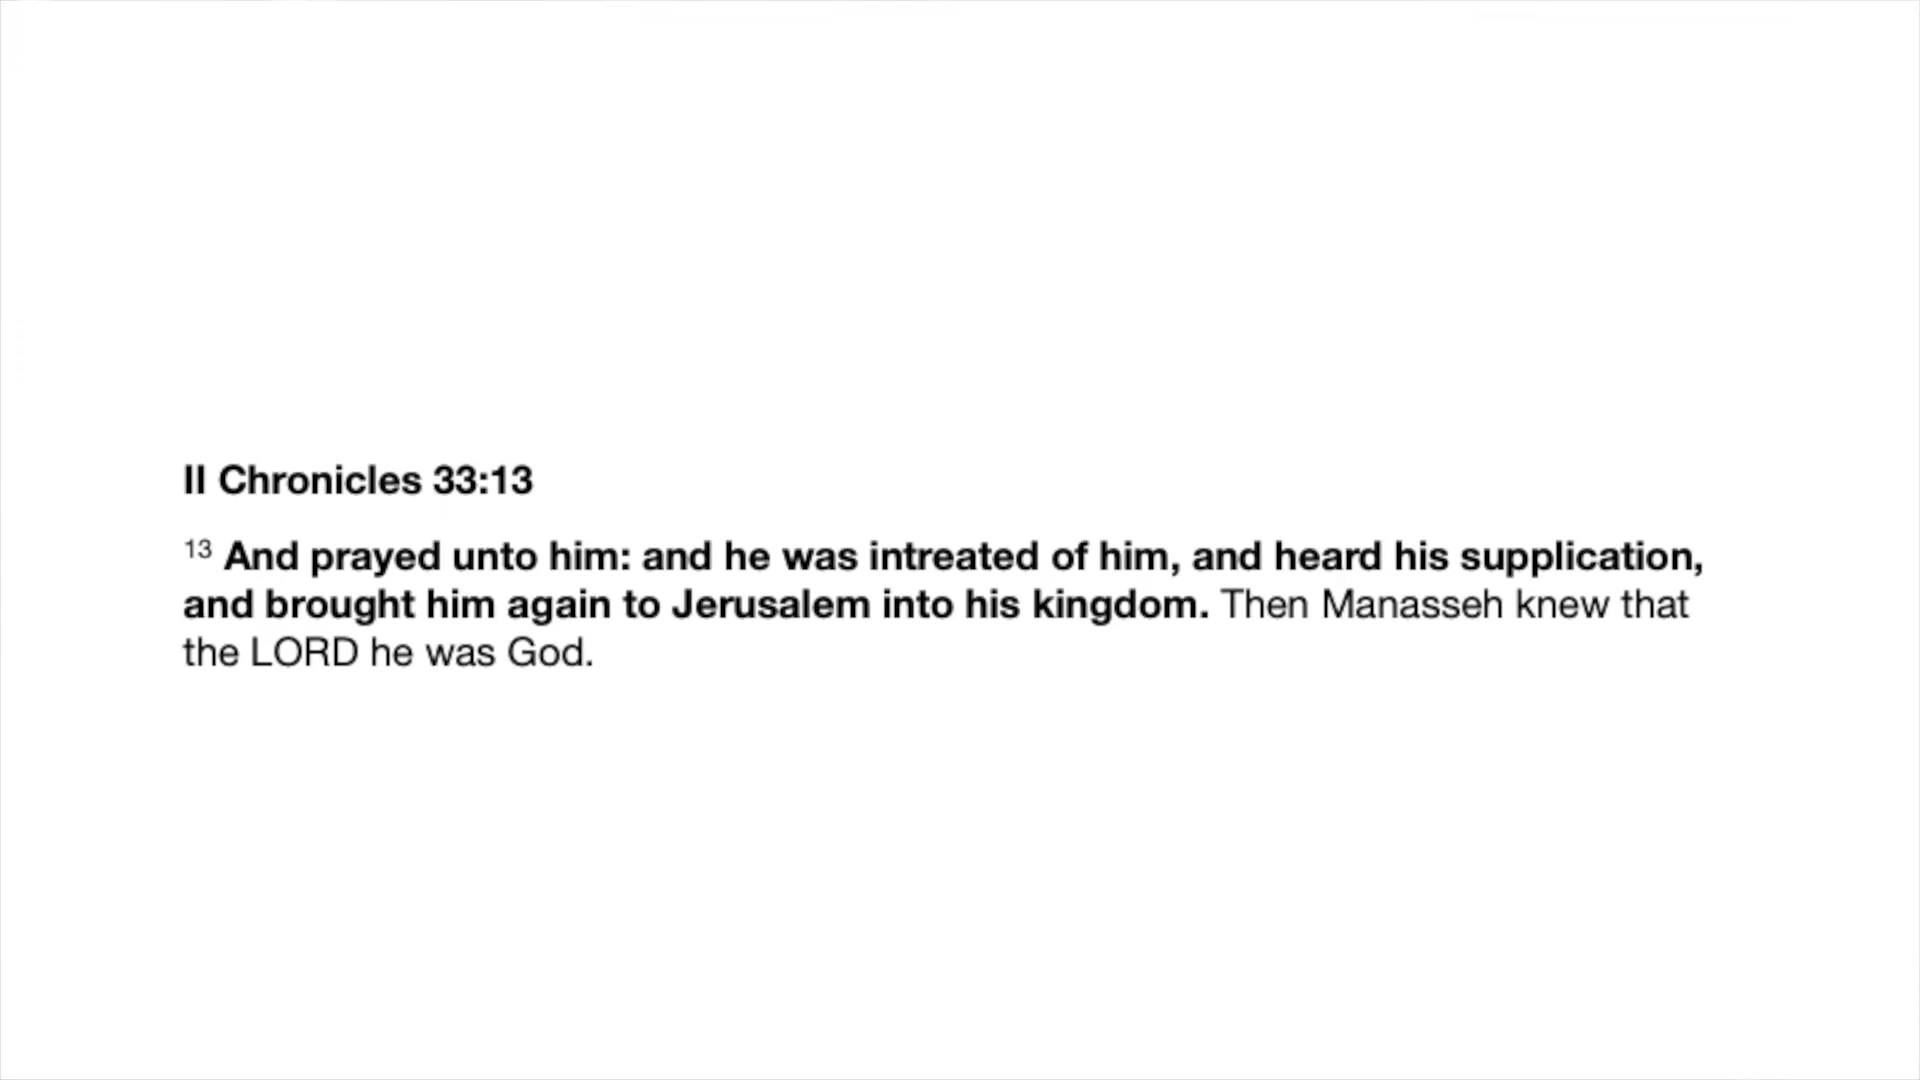 II Chronicles 33:13
13 And prayed unto him: and he was intreated of him, and heard his supplication,
and brought him again to Jerusalem into his kingdom. Then Manasseh knew that
the LORD he was God.